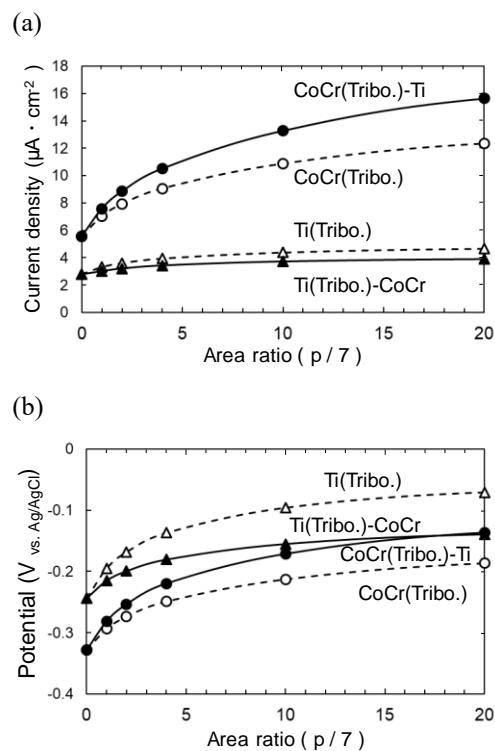 (a)
18
16
14
12
10
8
6
4
2
0
Current density (μA・cm-2)
CoCr(Tribo.)-Ti
CoCr(Tribo.)
Ti(Tribo.)
Ti(Tribo.)-CoCr
0 5 10 15 20
Area ratio ( p / 7 )
(b)
0
-0.1
-0.2
-0.3
-0.4
Potential (V vs. Ag/AgCl)
Ti(Tribo.)
Ti(Tribo.)-CoCr
CoCr(Tribo.)-Ti
CoCr(Tribo.)
0 5 10 15 20
Area ratio ( p / 7 )